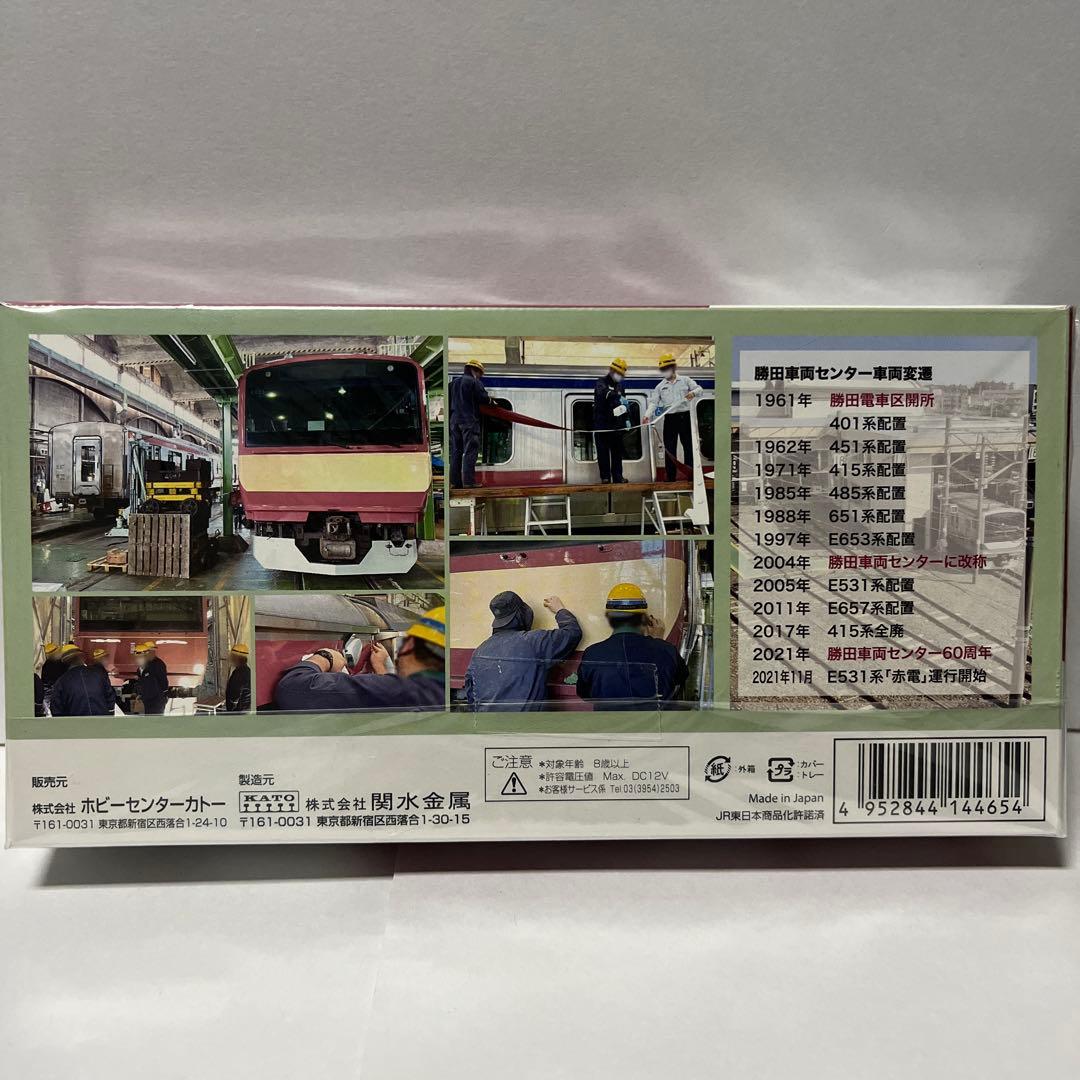 勝田車両センター車両変遷
1961年 勝田電車区開所
401系配置
1962年 451系配置
1971年 415系配置
1985年 485系配置
1988年 651系配置
1997年 E653系配置
2004年 勝田車両センターに改称
2005年 E531系配置
2011年 E657系配置
2017年 415系全廃
2021年 勝田車両センター60周年
2021年11月 E531系「赤電」運行開始
販売元
株式会社 ホビーセンターカトー
〒161-0031 東京都新宿区西落合1-24-10
製造元
KATO 株式会社 関水金属
〒161-0031 東京都新宿区西落合1-30-15
ご注意
*対象年齢 8歳以上
*許容電圧値 Max. DC12V
*お客様サービス係 Tel.03(3954)2503
紙 :外箱
プラ :カバー
:トレー
Made in Japan
JR東日本商品化許諾済
4 952844 144654